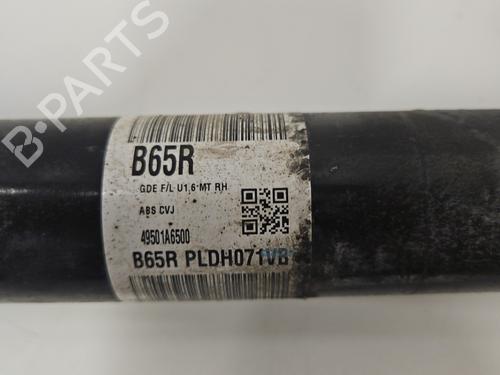 B-PARTS
B65R
GDE F/L U1.6 MT RH
ABS CVJ
49501A6500
B65R PLDH071VB